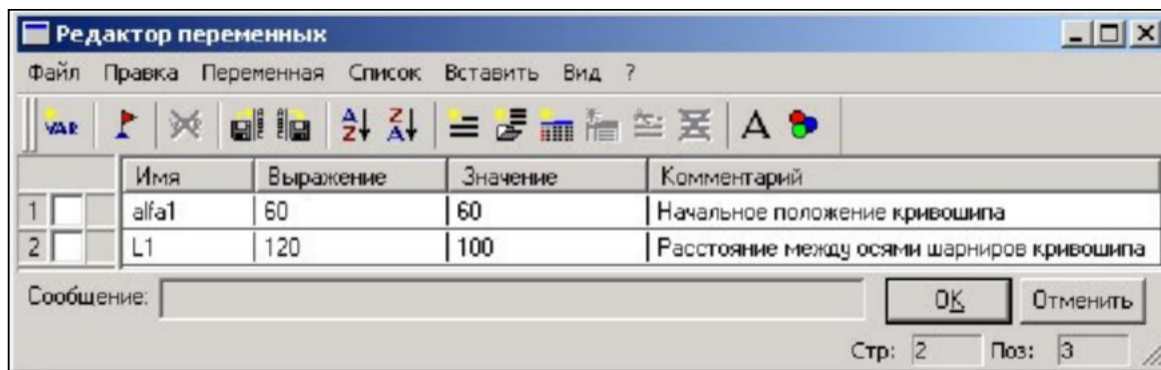 Редактор переменных
Файл Правка Переменная Список Вставить Вид ?
VAR A Z Z A A
Имя Выражение Значение Комментарий
1 alfa1 60 60 Начальное положение кривошипа
2 L1 120 100 Расстояние между осями шарниров кривошипа
Сообщение: OK Отменить
Стр: 2 Поз: 3